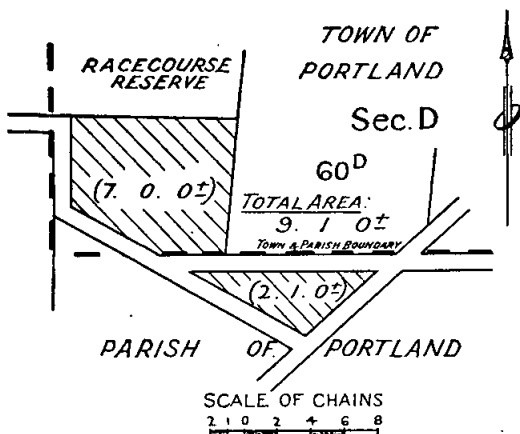 TOWN OF
PORTLAND
RACECOURSE
RESERVE
Sec. D
60ᴰ
(7. 0. 0±)
TOTAL AREA:
9. 1 0±
TOWN & PARISH BOUNDARY
(2. 1. 0±)
PARISH OF PORTLAND
SCALE OF CHAINS
2 1 0 2 4 6 8